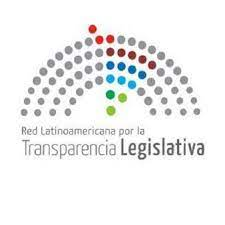 Red Latinoamericana por la
Transparencia Legislativa